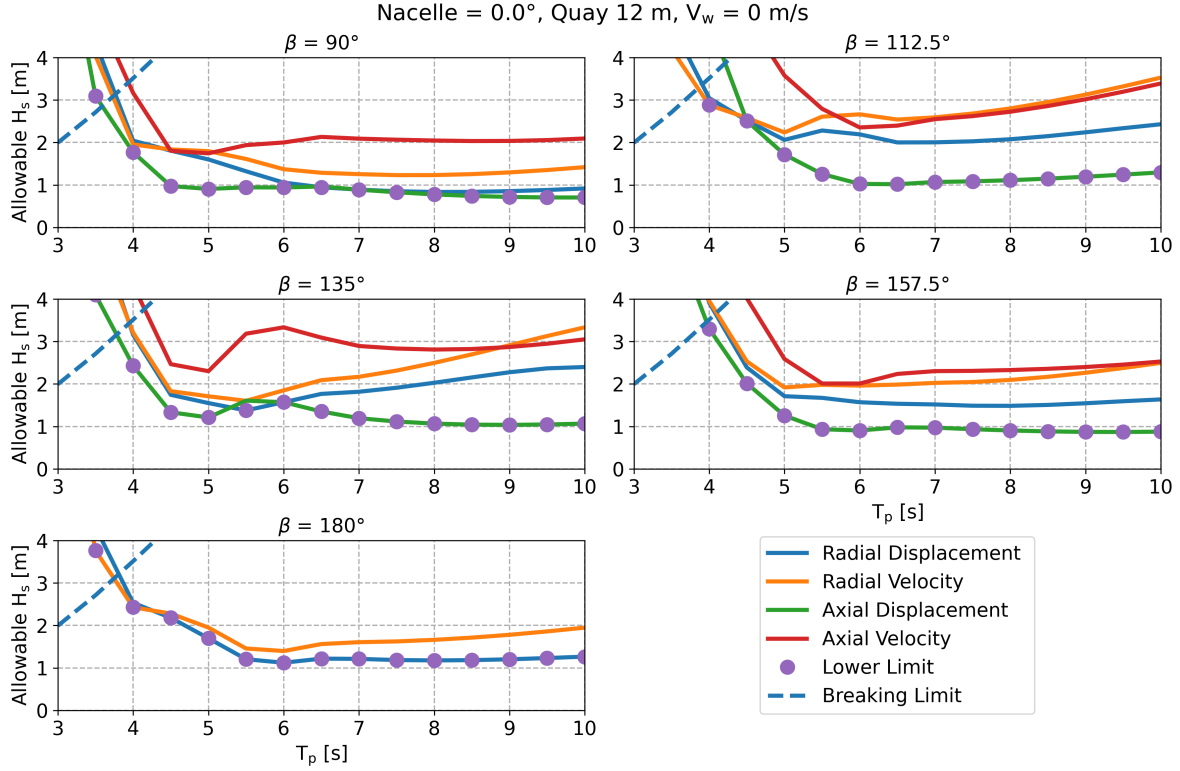 Nacelle = 0.0°, Quay 12 m, V_w = 0 m/s
β = 90°
Allowable H_s [m]
4
3
2
1
0
3 4 5 6 7 8 9 10
β = 112.5°
4
3
2
1
0
3 4 5 6 7 8 9 10
β = 135°
Allowable H_s [m]
4
3
2
1
0
3 4 5 6 7 8 9 10
β = 157.5°
4
3
2
1
0
3 4 5 6 7 8 9 10
T_p [s]
β = 180°
Allowable H_s [m]
4
3
2
1
0
3 4 5 6 7 8 9 10
T_p [s]
Radial Displacement
Radial Velocity
Axial Displacement
Axial Velocity
Lower Limit
Breaking Limit